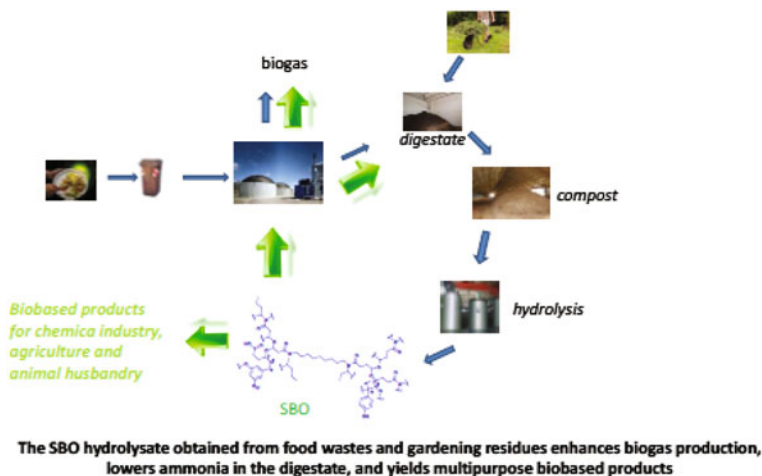 biogas
digestate
compost
hydrolysis
Biobased products
for chemica industry,
agriculture and
animal husbandry
SBO
The SBO hydrolysate obtained from food wastes and gardening residues enhances biogas production,
lowers ammonia in the digestate, and yields multipurpose biobased products